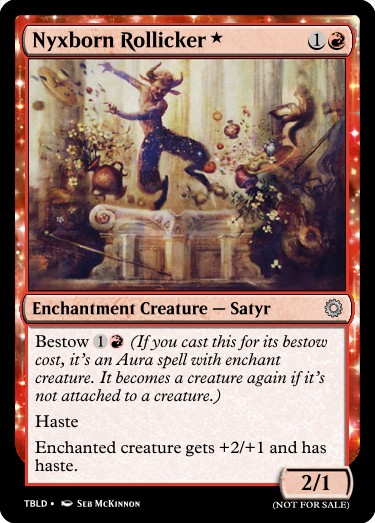 Nyxborn Rollicker ★ 1
Enchantment Creature — Satyr
Bestow 1 (If you cast this for its bestow
cost, it's an Aura spell with enchant
creature. It becomes a creature again if it's
not attached to a creature.)
Haste
Enchanted creature gets +2/+1 and has
haste.
2/1
TBLD • Seb McKinnon
(NOT FOR SALE)